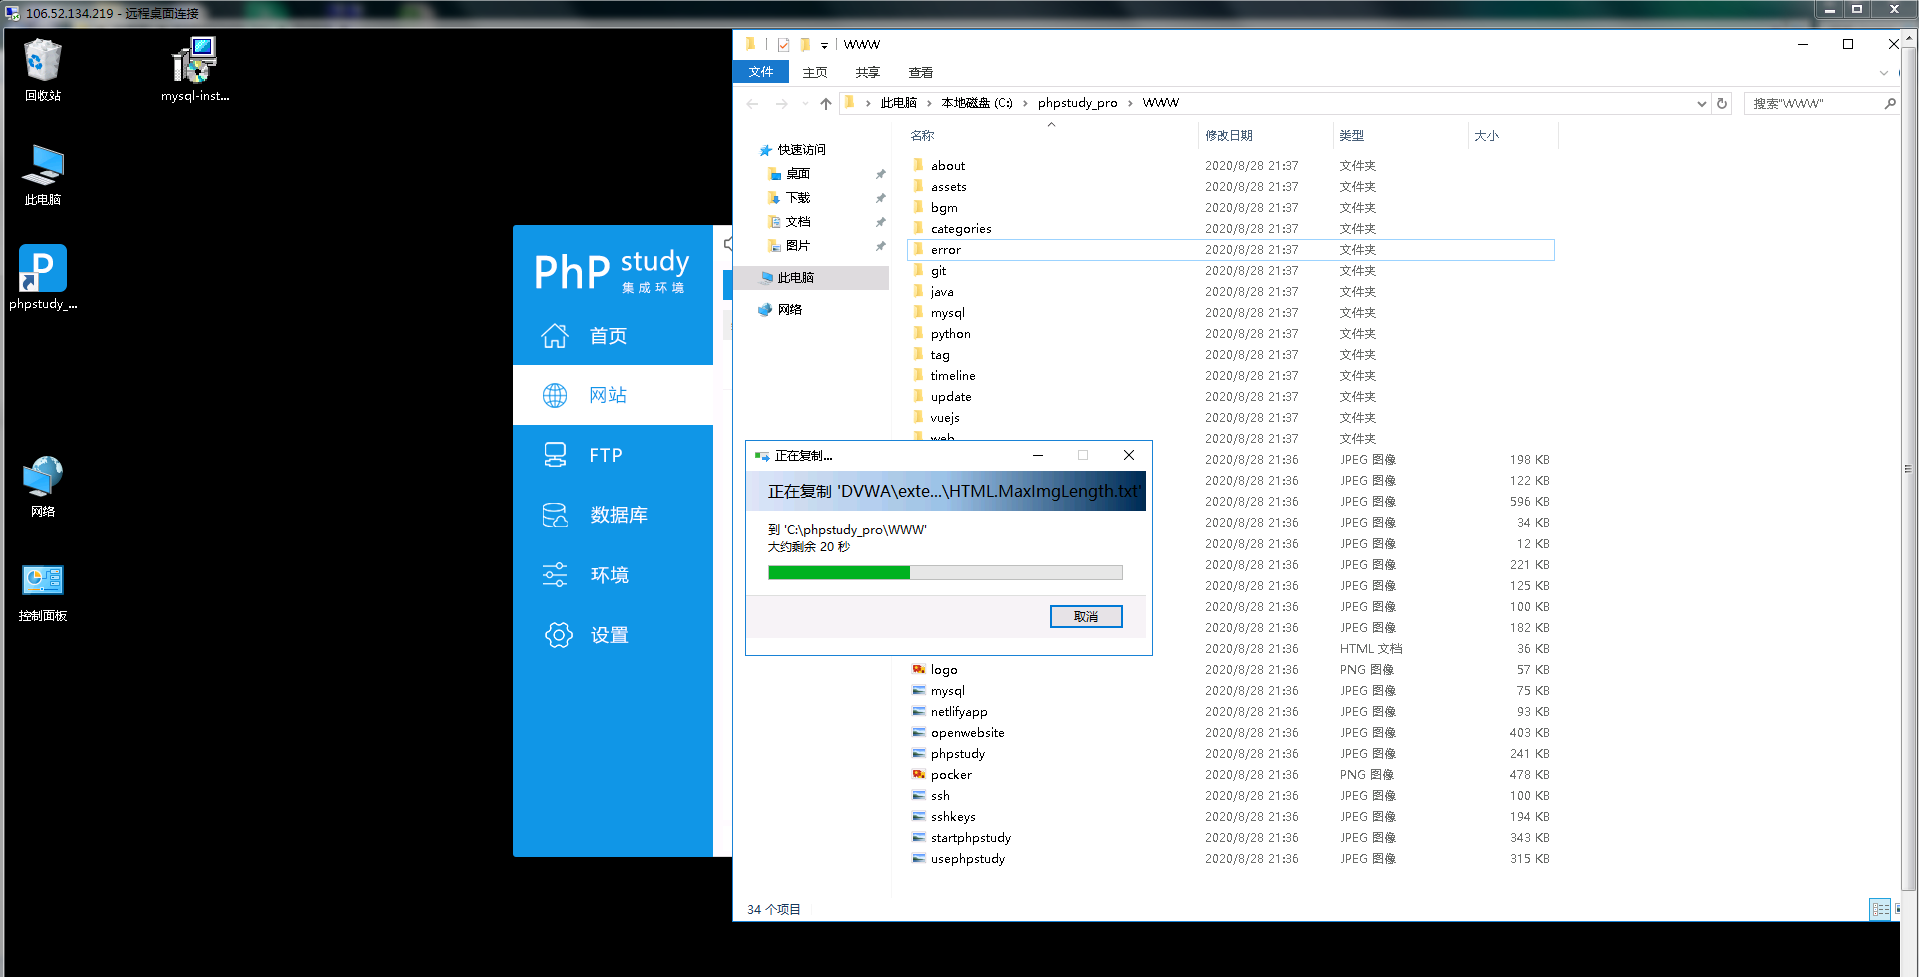 106.52.134.219 - 远程桌面连接
回收站
mysql-inst...
此电脑
phpstudy_...
网络
控制面板
PhP study
集成环境
首页
网站
FTP
数据库
环境
设置
WWW
文件 主页 共享 查看
此电脑 本地磁盘 (C:) phpstudy_pro WWW
搜索"WWW"
快速访问
桌面
下载
文档
图片
此电脑
网络
名称 修改日期 类型 大小
about 2020/8/28 21:37 文件夹
assets 2020/8/28 21:37 文件夹
bgm 2020/8/28 21:37 文件夹
categories 2020/8/28 21:37 文件夹
error 2020/8/28 21:37 文件夹
git 2020/8/28 21:37 文件夹
java 2020/8/28 21:37 文件夹
mysql 2020/8/28 21:37 文件夹
python 2020/8/28 21:37 文件夹
tag 2020/8/28 21:37 文件夹
timeline 2020/8/28 21:37 文件夹
update 2020/8/28 21:37 文件夹
vuejs 2020/8/28 21:37 文件夹
web 2020/8/28 21:37 文件夹
2020/8/28 21:36 JPEG 图像 198 KB
2020/8/28 21:36 JPEG 图像 122 KB
2020/8/28 21:36 JPEG 图像 596 KB
2020/8/28 21:36 JPEG 图像 34 KB
2020/8/28 21:36 JPEG 图像 12 KB
2020/8/28 21:36 JPEG 图像 221 KB
2020/8/28 21:36 JPEG 图像 125 KB
2020/8/28 21:36 JPEG 图像 100 KB
2020/8/28 21:36 JPEG 图像 182 KB
2020/8/28 21:36 HTML 文档 36 KB
logo 2020/8/28 21:36 PNG 图像 57 KB
mysql 2020/8/28 21:36 JPEG 图像 75 KB
netlifyapp 2020/8/28 21:36 JPEG 图像 93 KB
openwebsite 2020/8/28 21:36 JPEG 图像 403 KB
phpstudy 2020/8/28 21:36 JPEG 图像 241 KB
pocker 2020/8/28 21:36 PNG 图像 478 KB
ssh 2020/8/28 21:36 JPEG 图像 100 KB
sshkeys 2020/8/28 21:36 JPEG 图像 194 KB
startphpstudy 2020/8/28 21:36 JPEG 图像 343 KB
usephpstudy 2020/8/28 21:36 JPEG 图像 315 KB
34 个项目
正在复制...
正在复制 'DVWA\exte...\HTML.MaxImgLength.txt'
到 'C:\phpstudy_pro\WWW'
大约剩余 20 秒
取消